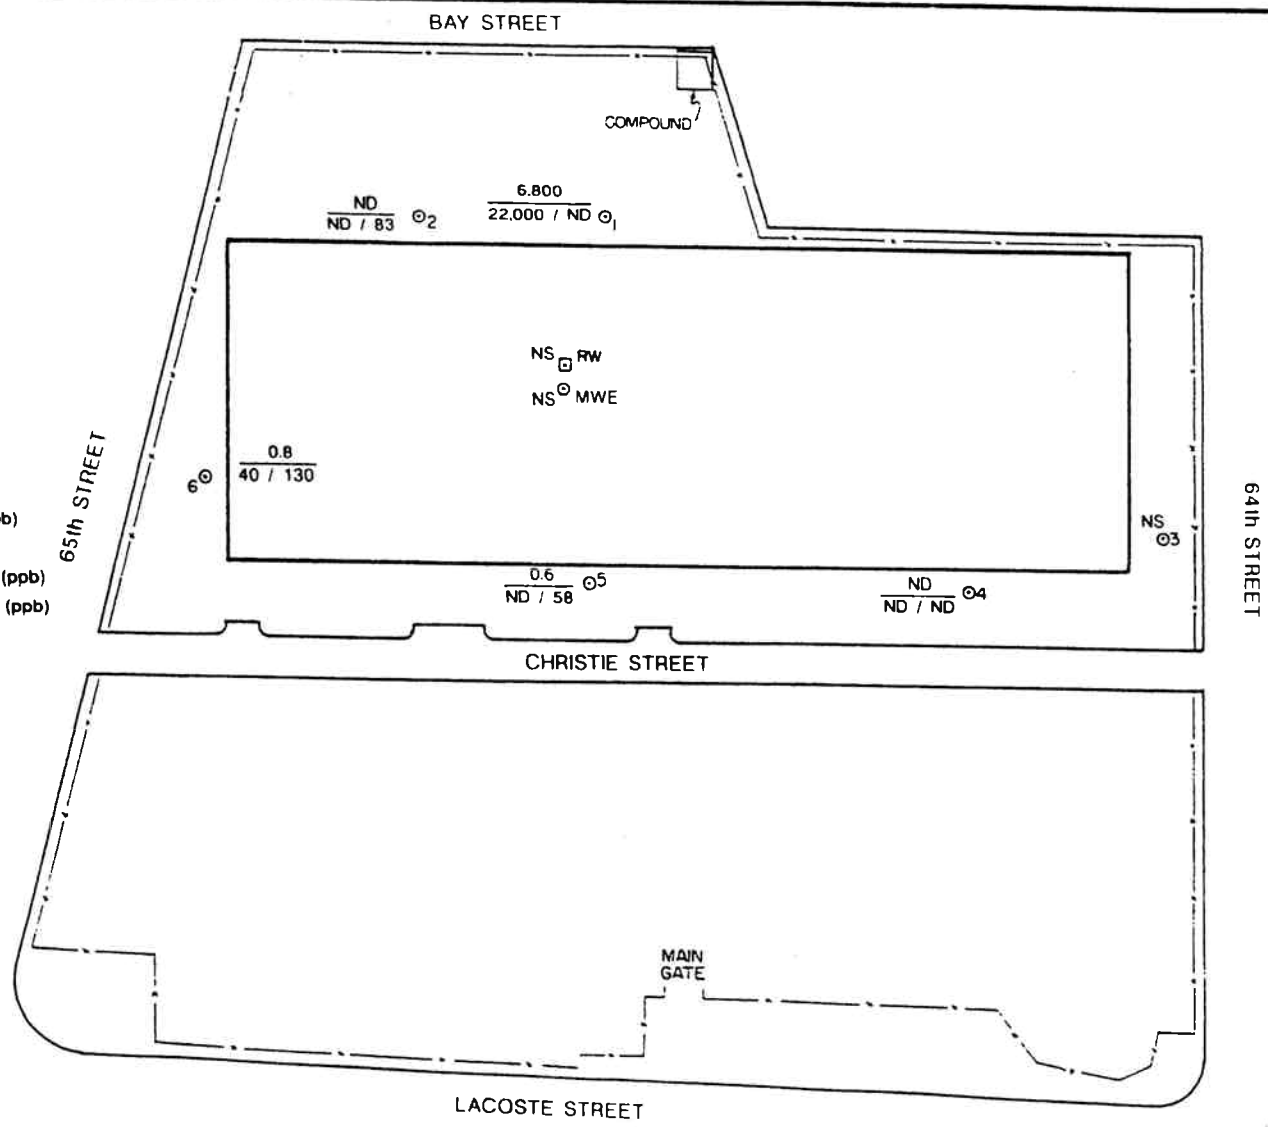 BAY STREET
COMPOUND
ND
ND / 83
2
6.800
22,000 / ND
1
NS RW
NS MWE
65th STREET
0.8
40 / 130
6
b)
(ppb)
(ppb)
NS
3
64th STREET
0.6
ND / 58
5
ND
ND / ND
4
CHRISTIE STREET
MAIN
GATE
LACOSTE STREET